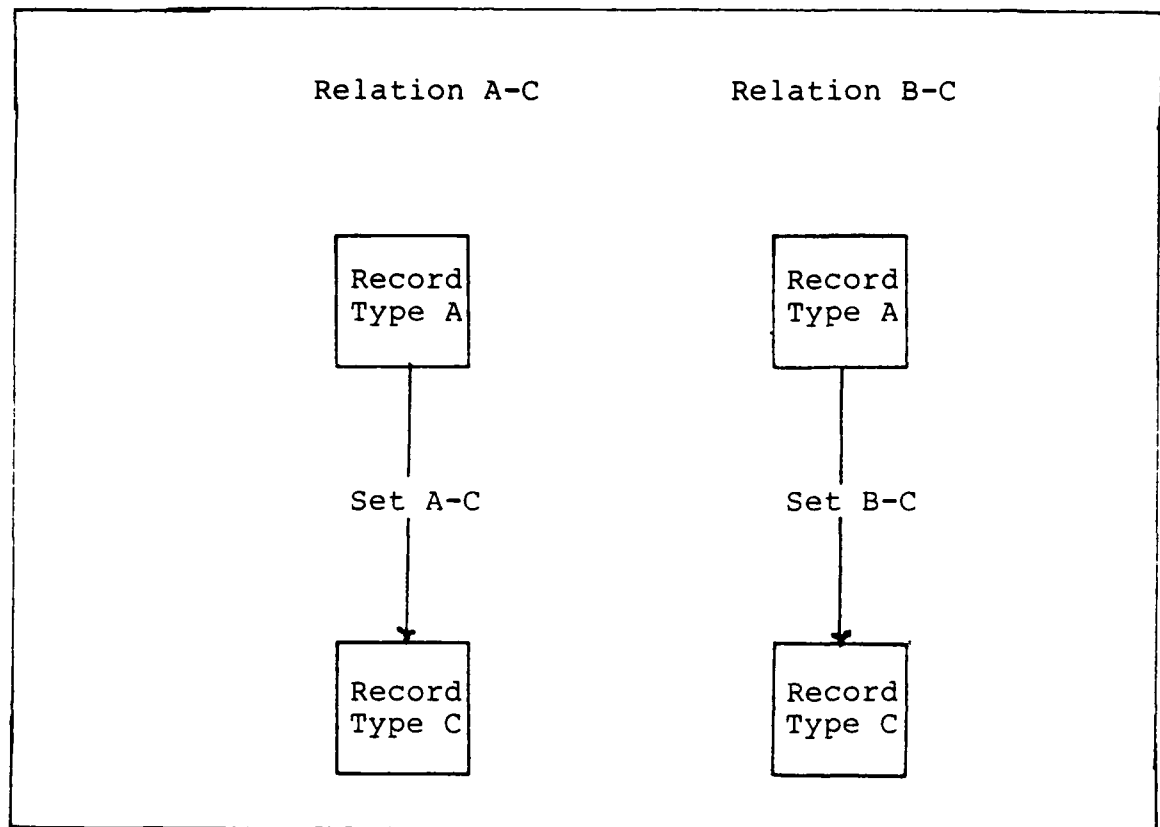 Relation A-C
Relation B-C
Record
Type A
Record
Type A
Set A-C
Set B-C
Record
Type C
Record
Type C